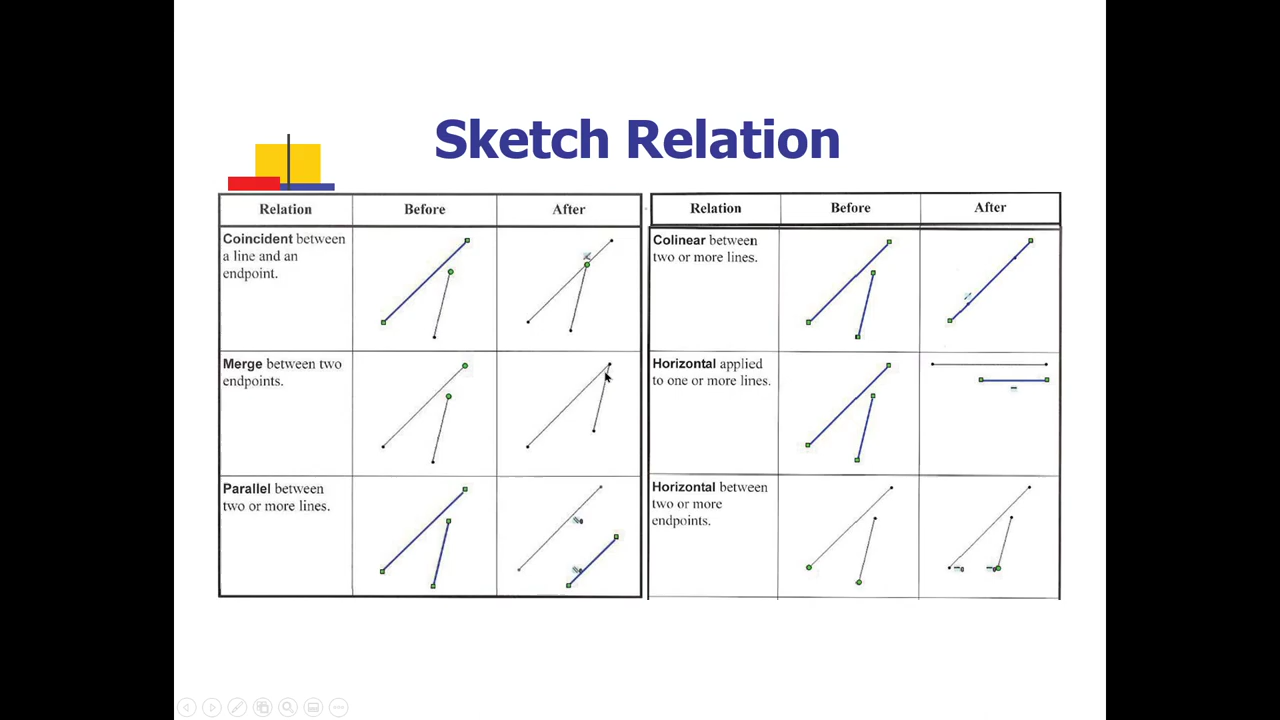 Sketch Relation
Relation Before After
Coincident between
a line and an
endpoint.
Merge between two
endpoints.
Parallel between
two or more lines.
Relation Before After
Colinear between
two or more lines.
Horizontal applied
to one or more lines.
Horizontal between
two or more
endpoints.